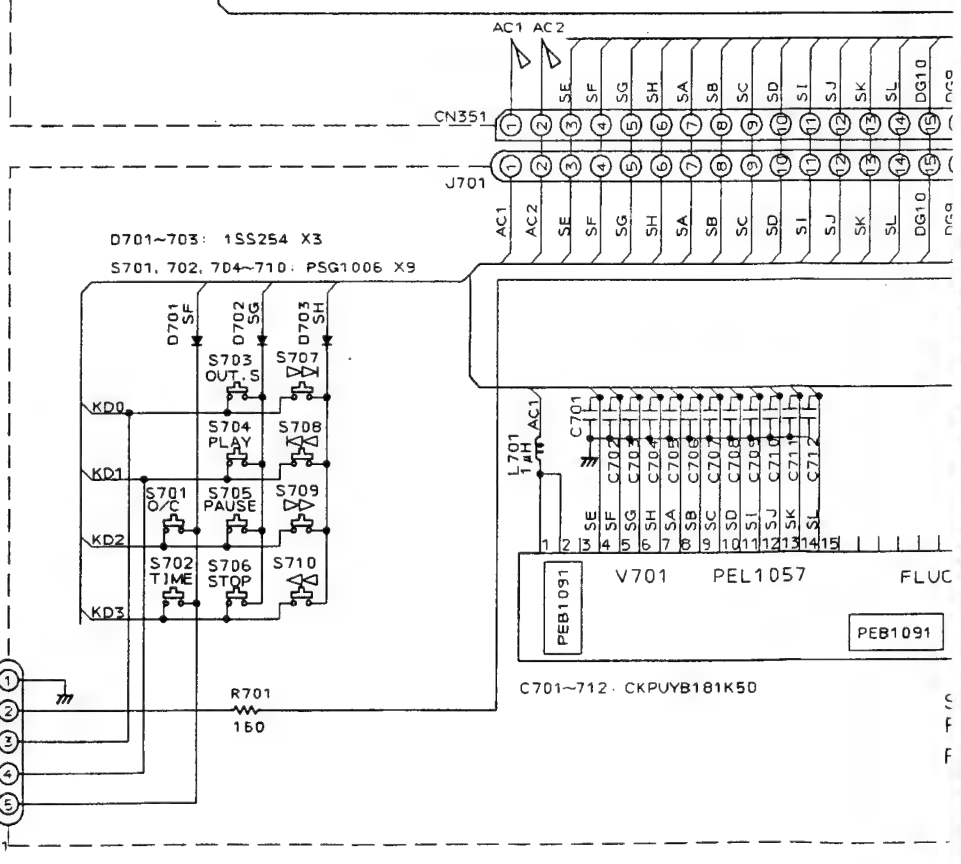 AC1 AC2
SE SF SG SH SA SB SC SD SI SJ SK SL DG10 DG9
CN351 1 2 3 4 5 6 7 8 9 10 11 12 13 14 15
J701 1 2 3 4 5 6 7 8 9 10 11 12 13 14 15
AC1 AC2 SE SF SG SH SA SB SC SD SI SJ SK SL DG10 DG9
D701~703: 1SS254 X3
S701, 702, 704~710: PSG1006 X9
D701 SF D702 SG D703 SH
S703 OUT.S S707
KD0
S704 PLAY S708
KD1
S701 O/C S705 PAUSE S709
KD2
S702 TIME S706 STOP S710
KD3
AC1
L701 1μH
C701 C702 C703 C704 C705 C706 C707 C708 C709 C710 C711 C712
SE SF SG SH SA SB SC SD SI SJ SK SL
1 2 3 4 5 6 7 8 9 10 11 12 13 14 15
V701 PEL1057 FLUC
PEB1091
PEB1091
C701~712: CKPUYB181K50
1
2 R701 160
3
4
5
1